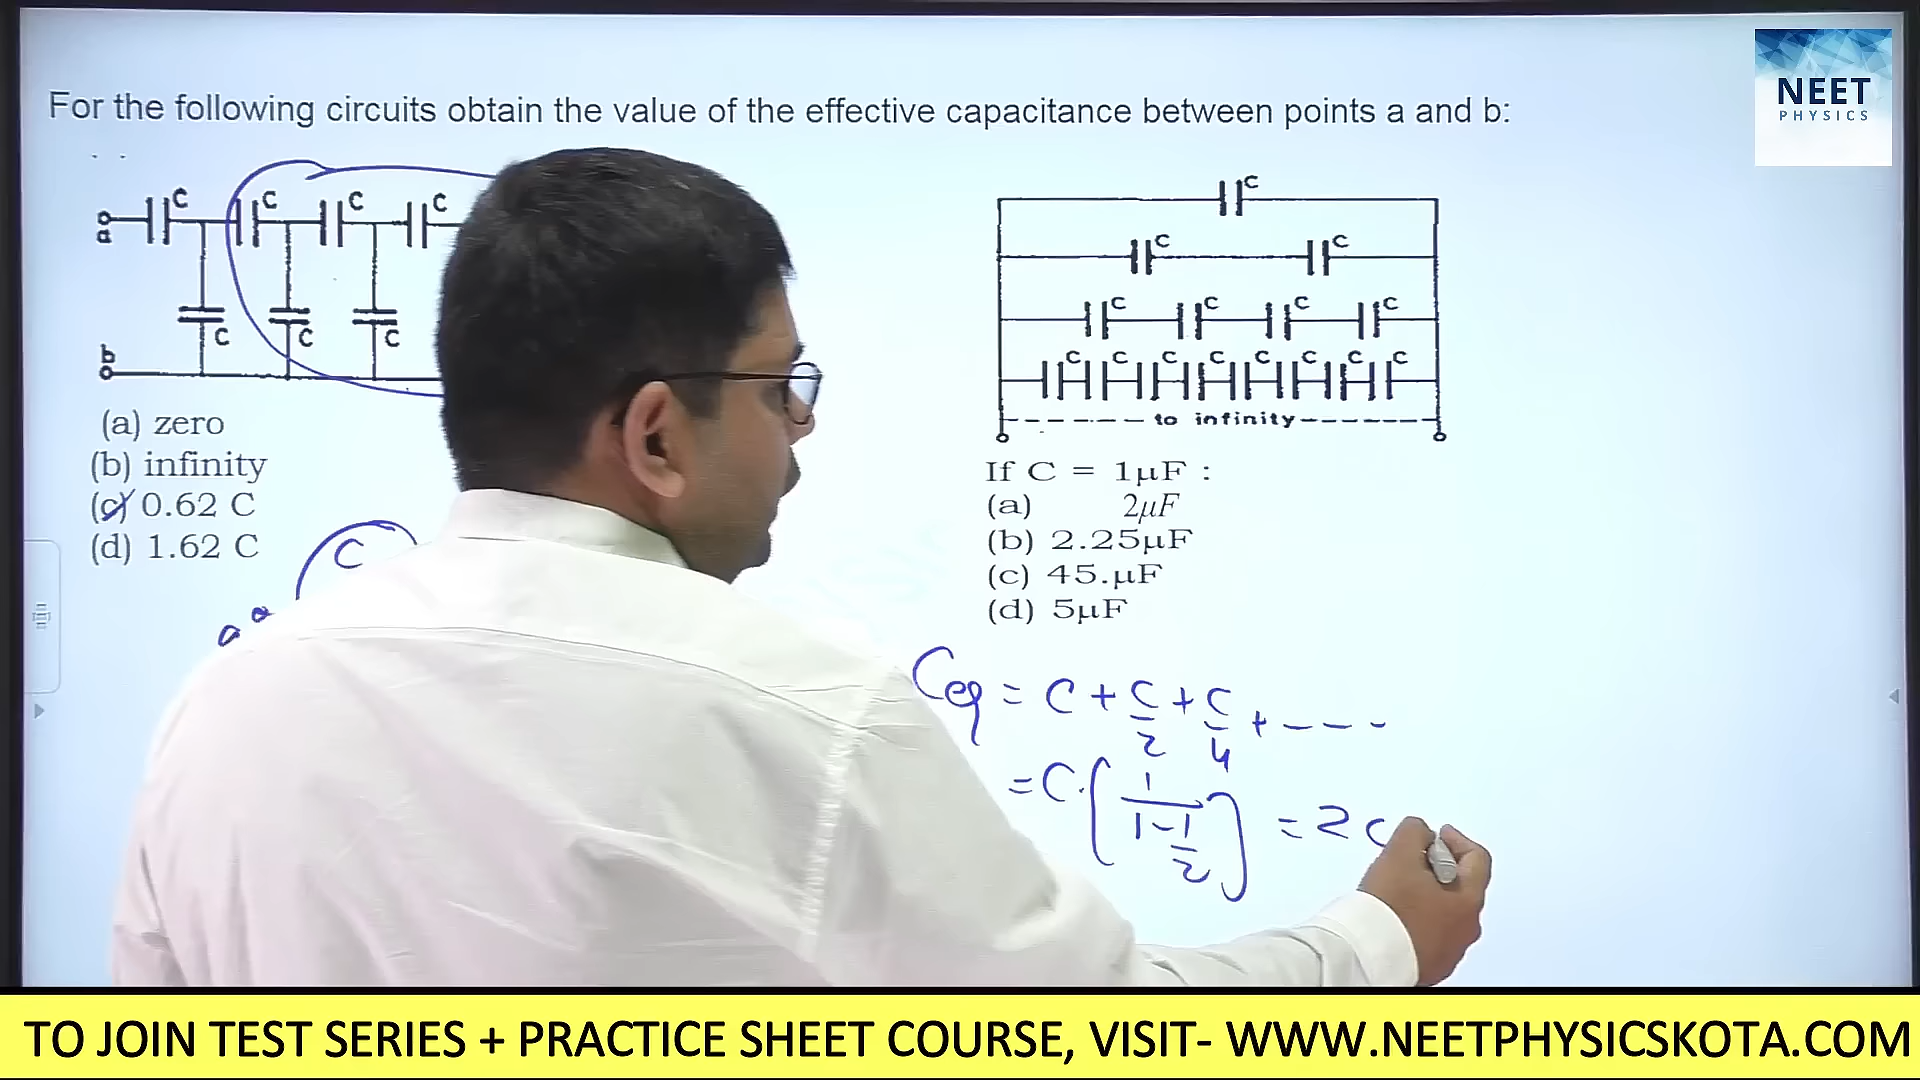 NEET
PHYSICS
For the following circuits obtain the value of the effective capacitance between points a and b:
C C C C
a
C C C
b
(a) zero
(b) infinity
(c) 0.62 C
(d) 1.62 C
C
a
C
C C
C C C C
C C C C C C C C
to infinity
If C = 1µF :
(a) 2µF
(b) 2.25µF
(c) 45.µF
(d) 5µF
Ceq = C + C/2 + C/4 + ----
= C.[1/(1-1/2)] = 2C
TO JOIN TEST SERIES + PRACTICE SHEET COURSE, VISIT- WWW.NEETPHYSICSKOTA.COM